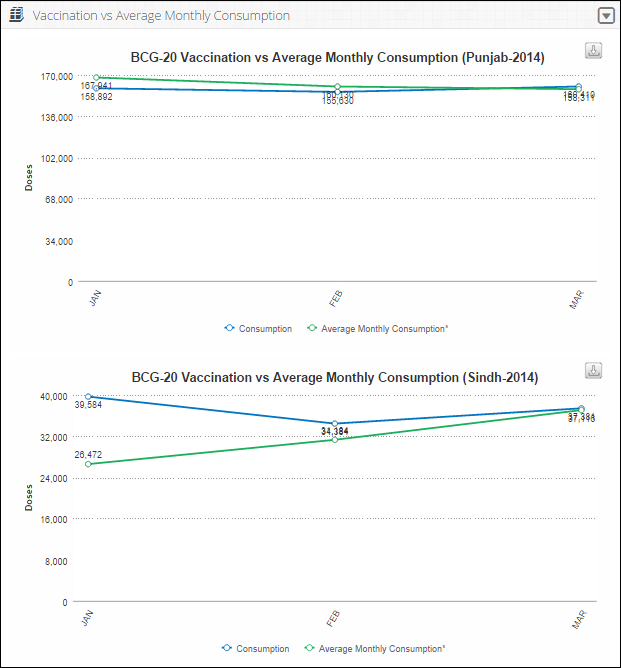 Vaccination vs Average Monthly Consumption
BCG-20 Vaccination vs Average Monthly Consumption (Punjab-2014)
170,000
167,941
158,892
155,630
158,311
136,000
102,000
Doses
68,000
34,000
0
JAN
FEB
MAR
Consumption
Average Monthly Consumption*
BCG-20 Vaccination vs Average Monthly Consumption (Sindh-2014)
40,000
39,584
34,384
32,000
26,472
24,000
Doses
16,000
8,000
0
JAN
FEB
MAR
Consumption
Average Monthly Consumption*